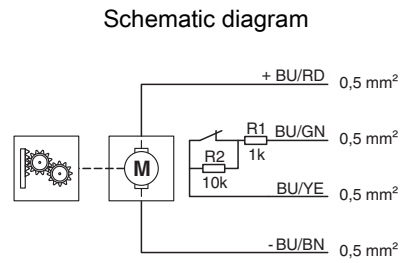 Schematic diagram
+ BU/RD 0,5 mm²
R1 BU/GN 0,5 mm²
1k
R2
10k
M
BU/YE 0,5 mm²
- BU/BN 0,5 mm²